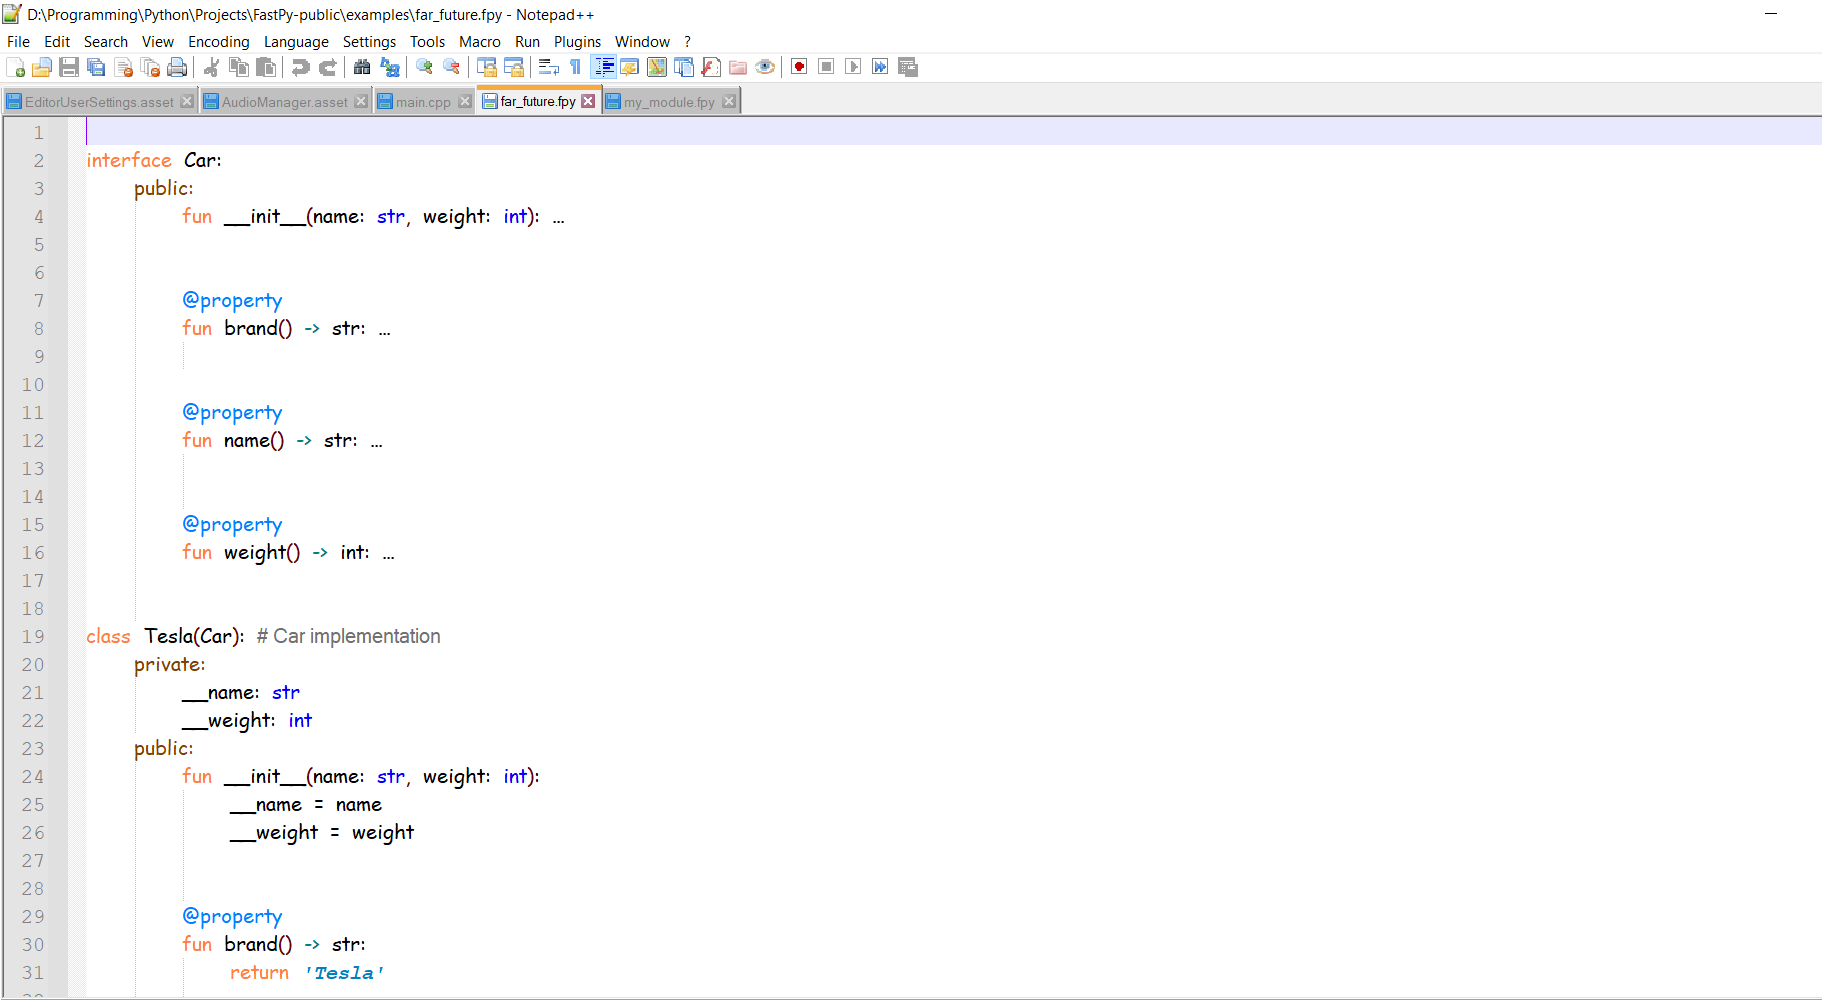 D:\Programming\Python\Projects\FastPy-public\examples\far_future.fpy - Notepad++
File Edit Search View Encoding Language Settings Tools Macro Run Plugins Window ?
EditorUserSettings.asset AudioManager.asset main.cpp far_future.fpy my_module.fpy
1
2 interface Car:
3 public:
4 fun __init__(name: str, weight: int): ...
5
6
7 @property
8 fun brand() -> str: ...
9
10
11 @property
12 fun name() -> str: ...
13
14
15 @property
16 fun weight() -> int: ...
17
18
19 class Tesla(Car): # Car implementation
20 private:
21 __name: str
22 __weight: int
23 public:
24 fun __init__(name: str, weight: int):
25 __name = name
26 __weight = weight
27
28
29 @property
30 fun brand() -> str:
31 return 'Tesla'